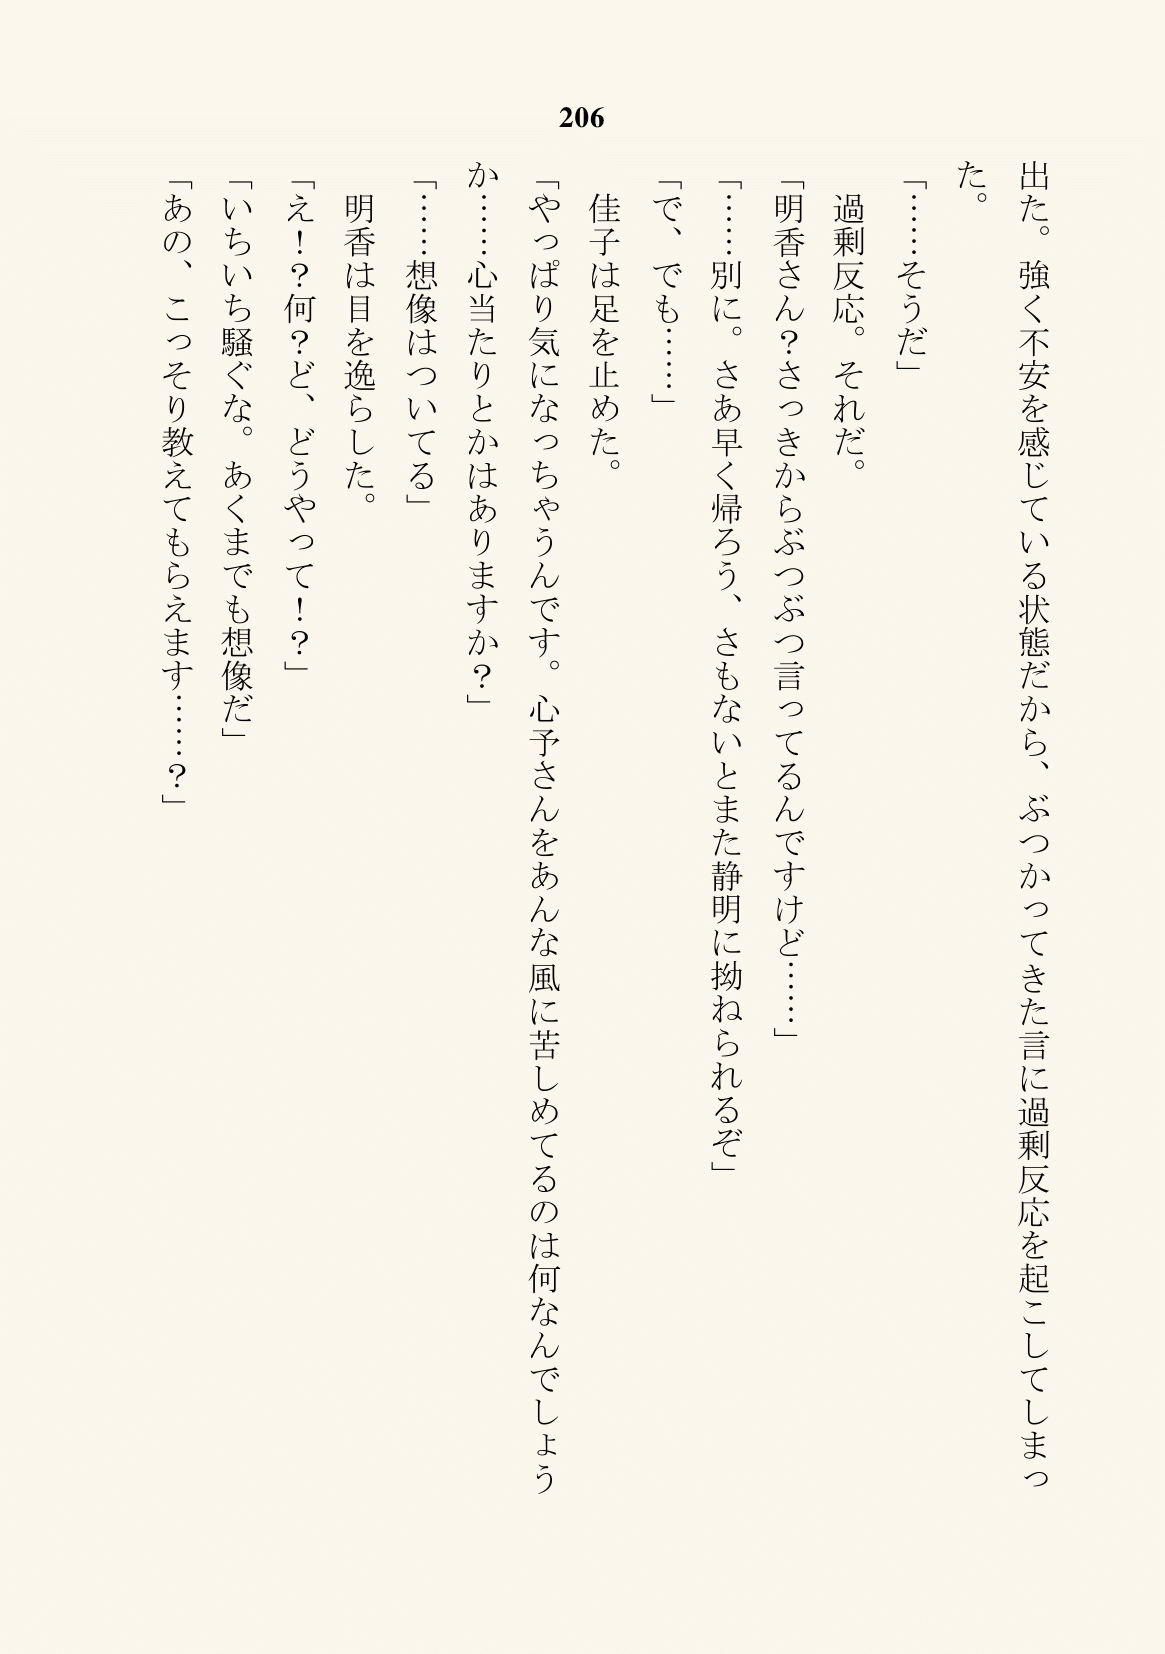 206
出た。強く不安を感じている状態だから、ぶつかってきた言に過剰反応を起こしてしまっ
た。
「……そうだ」
　過剰反応。それだ。
「明香さん？さっきからぶつぶつ言ってるんですけど……」
「……別に。さあ早く帰ろう、さもないとまた静明に拗ねられるぞ」
「で、でも……」
　佳子は足を止めた。
「やっぱり気になっちゃうんです。心予さんをあんな風に苦しめてるのは何なんでしょう
か……心当たりとかはありますか？」
「……想像はついてる」
　明香は目を逸らした。
「え！？何？ど、どうやって！？」
「いちいち騒ぐな。あくまでも想像だ」
「あの、こっそり教えてもらえます……？」